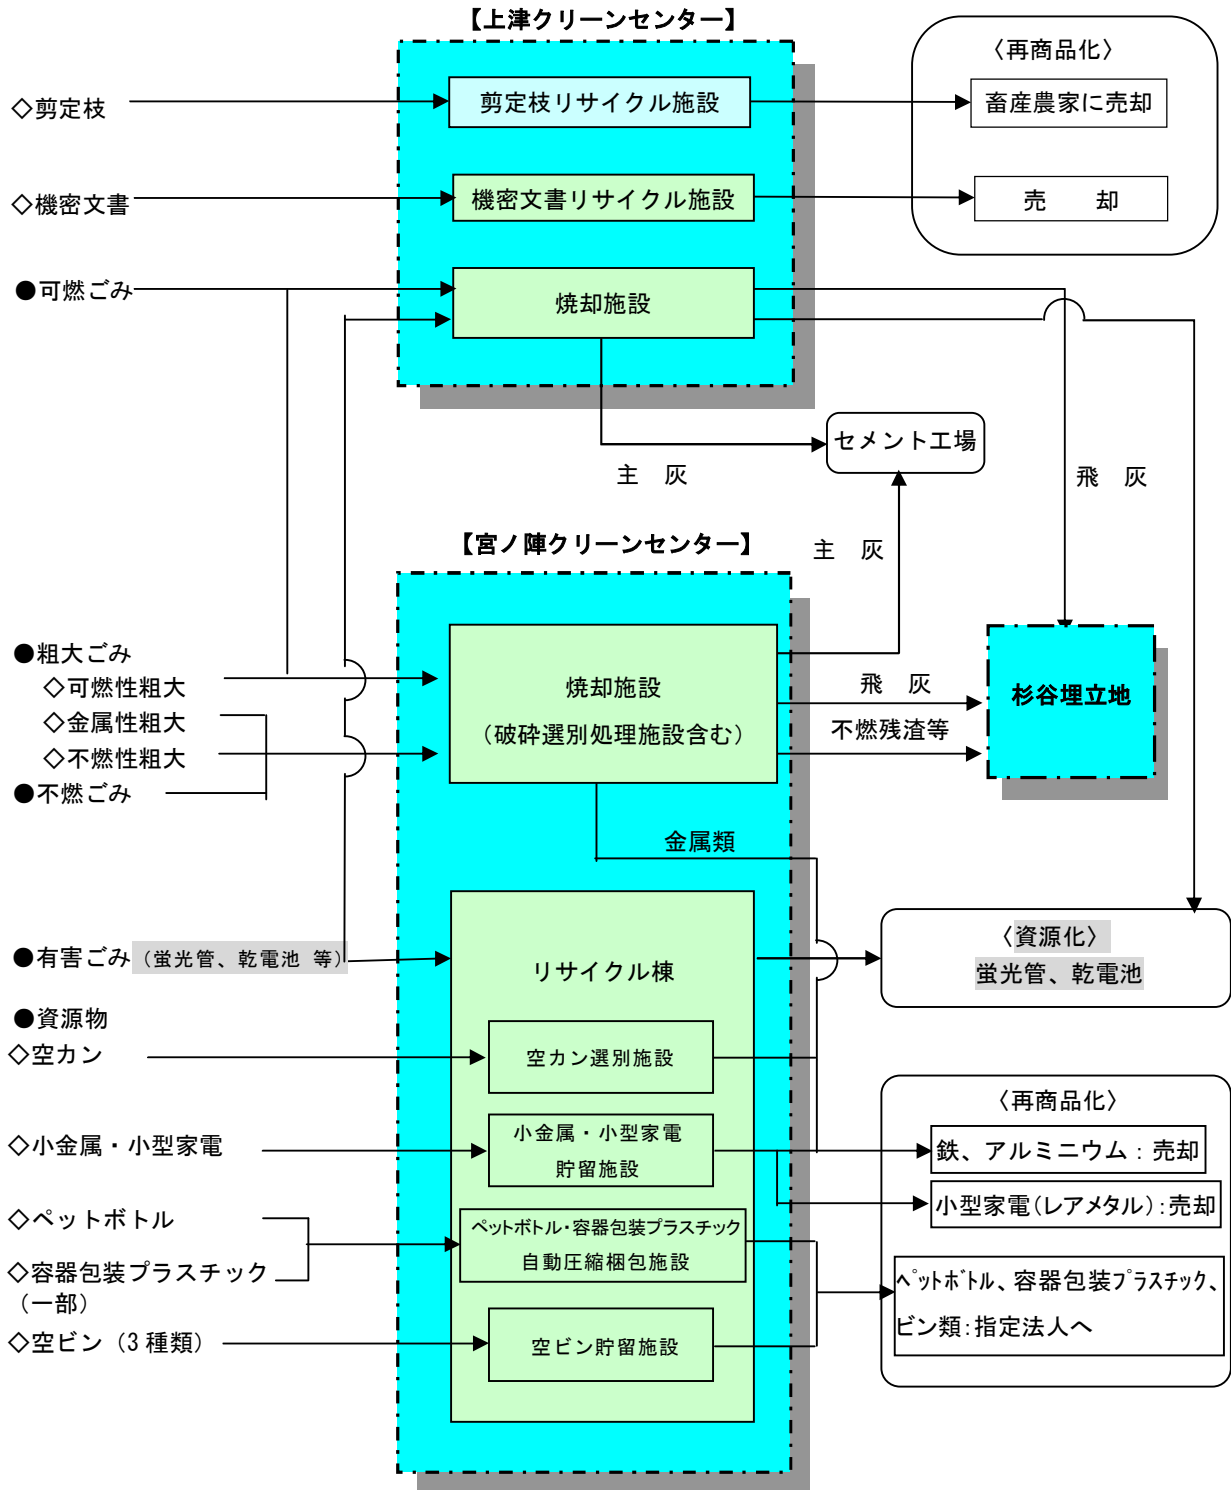 【上津クリーンセンター】
〈再商品化〉
◇剪定枝
剪定枝リサイクル施設
畜産農家に売却
◇機密文書
機密文書リサイクル施設
売　却
●可燃ごみ
焼却施設
セメント工場
主　灰
飛　灰
【宮ノ陣クリーンセンター】
主　灰
●粗大ごみ
◇可燃性粗大
◇金属性粗大
◇不燃性粗大
●不燃ごみ
焼却施設
（破砕選別処理施設含む）
飛　灰
不燃残渣等
杉谷埋立地
金属類
●有害ごみ（蛍光管、乾電池 等）
リサイクル棟
〈資源化〉
蛍光管、乾電池
●資源物
◇空カン
空カン選別施設
〈再商品化〉
◇小金属・小型家電
小金属・小型家電
貯留施設
鉄、アルミニウム：売却
小型家電(レアメタル)：売却
◇ペットボトル
◇容器包装プラスチック
（一部）
ペットボトル・容器包装プラスチック
自動圧縮梱包施設
ペットボトル、容器包装プラスチック、
ビン類：指定法人へ
◇空ビン（3種類）
空ビン貯留施設